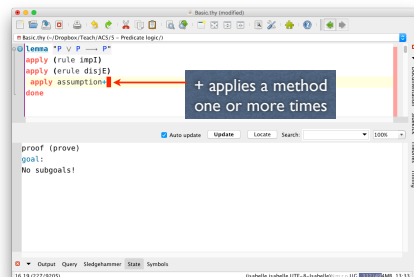 Basic.thy (modified)
Basic.thy (~/Dropbox/Teach/ACS/5 – Predicate logic/)
lemma "P ∨ P ⟶ P"
apply (rule impI)
apply (erule disjE)
apply assumption+
done
+ applies a method
one or more times
Auto update Update Locate Search: 100%
proof (prove)
goal:
No subgoals!
Output Query Sledgehammer State Symbols